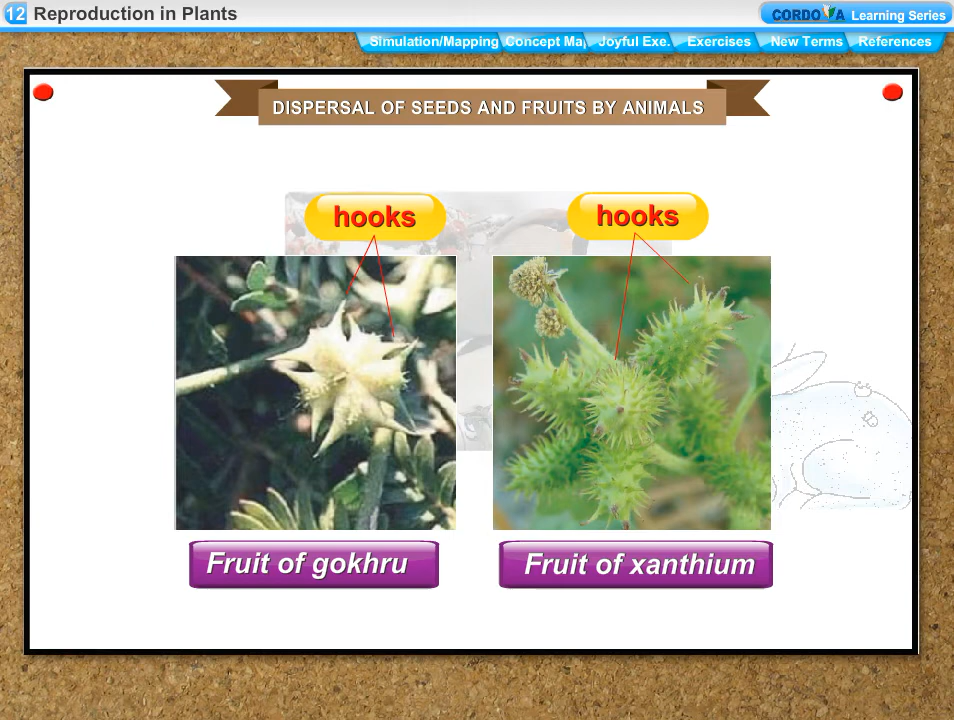 12 Reproduction in Plants
CORDOVA Learning Series
Simulation/Mapping Concept Ma Joyful Exe. Exercises New Terms References
DISPERSAL OF SEEDS AND FRUITS BY ANIMALS
hooks hooks
Fruit of gokhru Fruit of xanthium